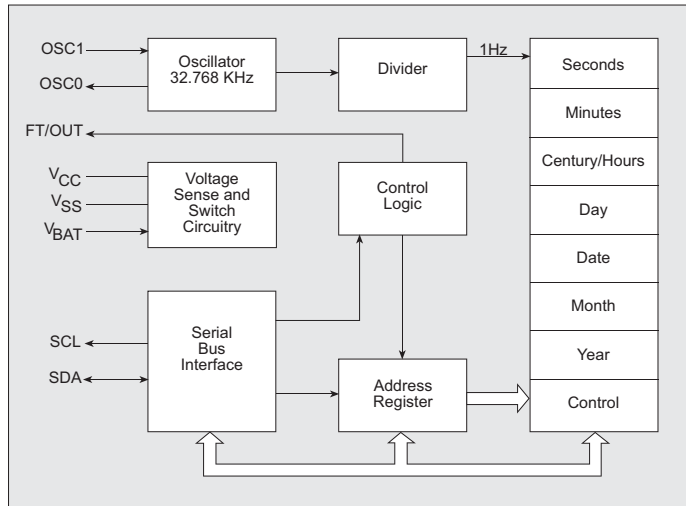 OSC1
OSC0
Oscillator
32.768 KHz
Divider
1Hz
Seconds
Minutes
Century/Hours
Day
Date
Month
Year
Control
FT/OUT
VCC
VSS
VBAT
Voltage
Sense and
Switch
Circuitry
Control
Logic
SCL
SDA
Serial
Bus
Interface
Address
Register